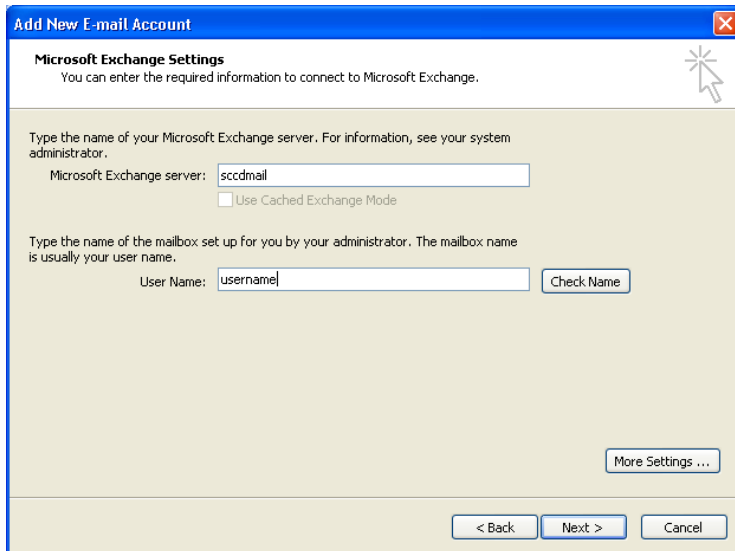 Add New E-mail Account
Microsoft Exchange Settings
You can enter the required information to connect to Microsoft Exchange.
Type the name of your Microsoft Exchange server. For information, see your system
administrator.
Microsoft Exchange server: sccdmail
Use Cached Exchange Mode
Type the name of the mailbox set up for you by your administrator. The mailbox name
is usually your user name.
User Name: username Check Name
More Settings ...
< Back Next > Cancel